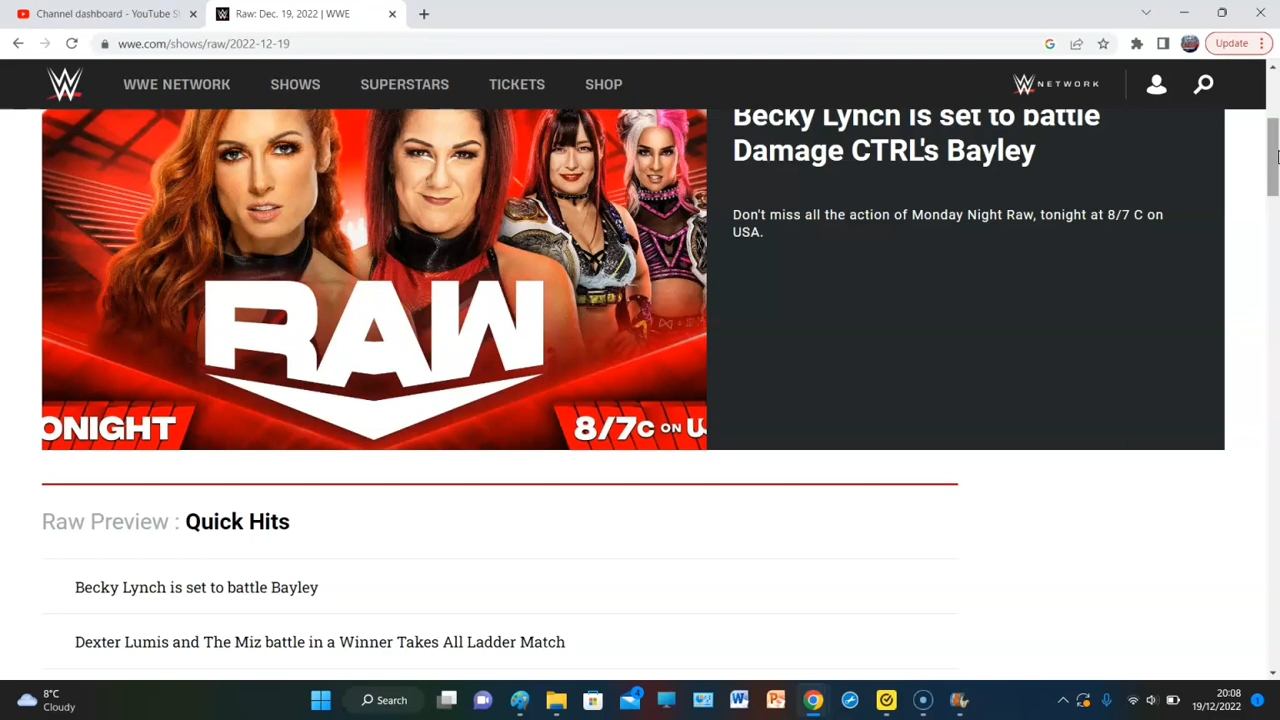 Channel dashboard - YouTube S
Raw: Dec. 19, 2022 | WWE
wwe.com/shows/raw/2022-12-19
Update
WWE NETWORK
SHOWS
SUPERSTARS
TICKETS
SHOP
NETWORK
Becky Lynch is set to battle
Damage CTRL's Bayley
Don't miss all the action of Monday Night Raw, tonight at 8/7 C on
USA.
RAW
ONIGHT
8/7C ON U
Raw Preview : Quick Hits
Becky Lynch is set to battle Bayley
Dexter Lumis and The Miz battle in a Winner Takes All Ladder Match
8°C
Cloudy
Search
4
20:08
19/12/2022